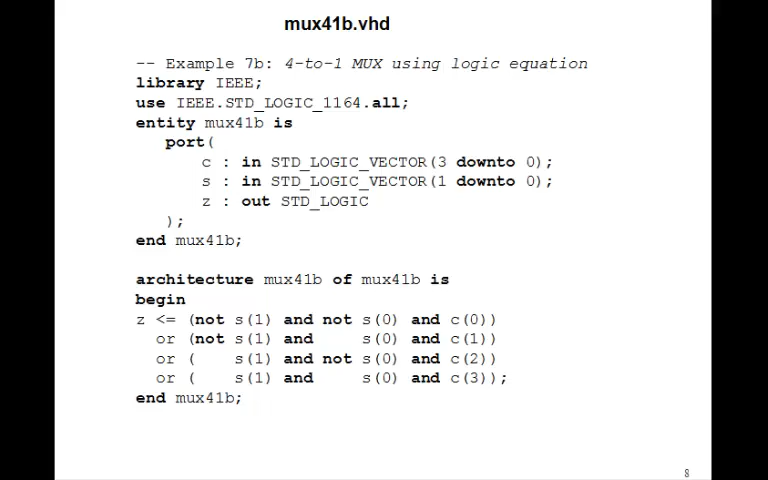 mux41b.vhd
-- Example 7b: 4-to-1 MUX using logic equation
library IEEE;
use IEEE.STD_LOGIC_1164.all;
entity mux41b is
port(
c : in STD_LOGIC_VECTOR(3 downto 0);
s : in STD_LOGIC_VECTOR(1 downto 0);
z : out STD_LOGIC
);
end mux41b;
architecture mux41b of mux41b is
begin
z <= (not s(1) and not s(0) and c(0))
or (not s(1) and     s(0) and c(1))
or (    s(1) and not s(0) and c(2))
or (    s(1) and     s(0) and c(3));
end mux41b;
8